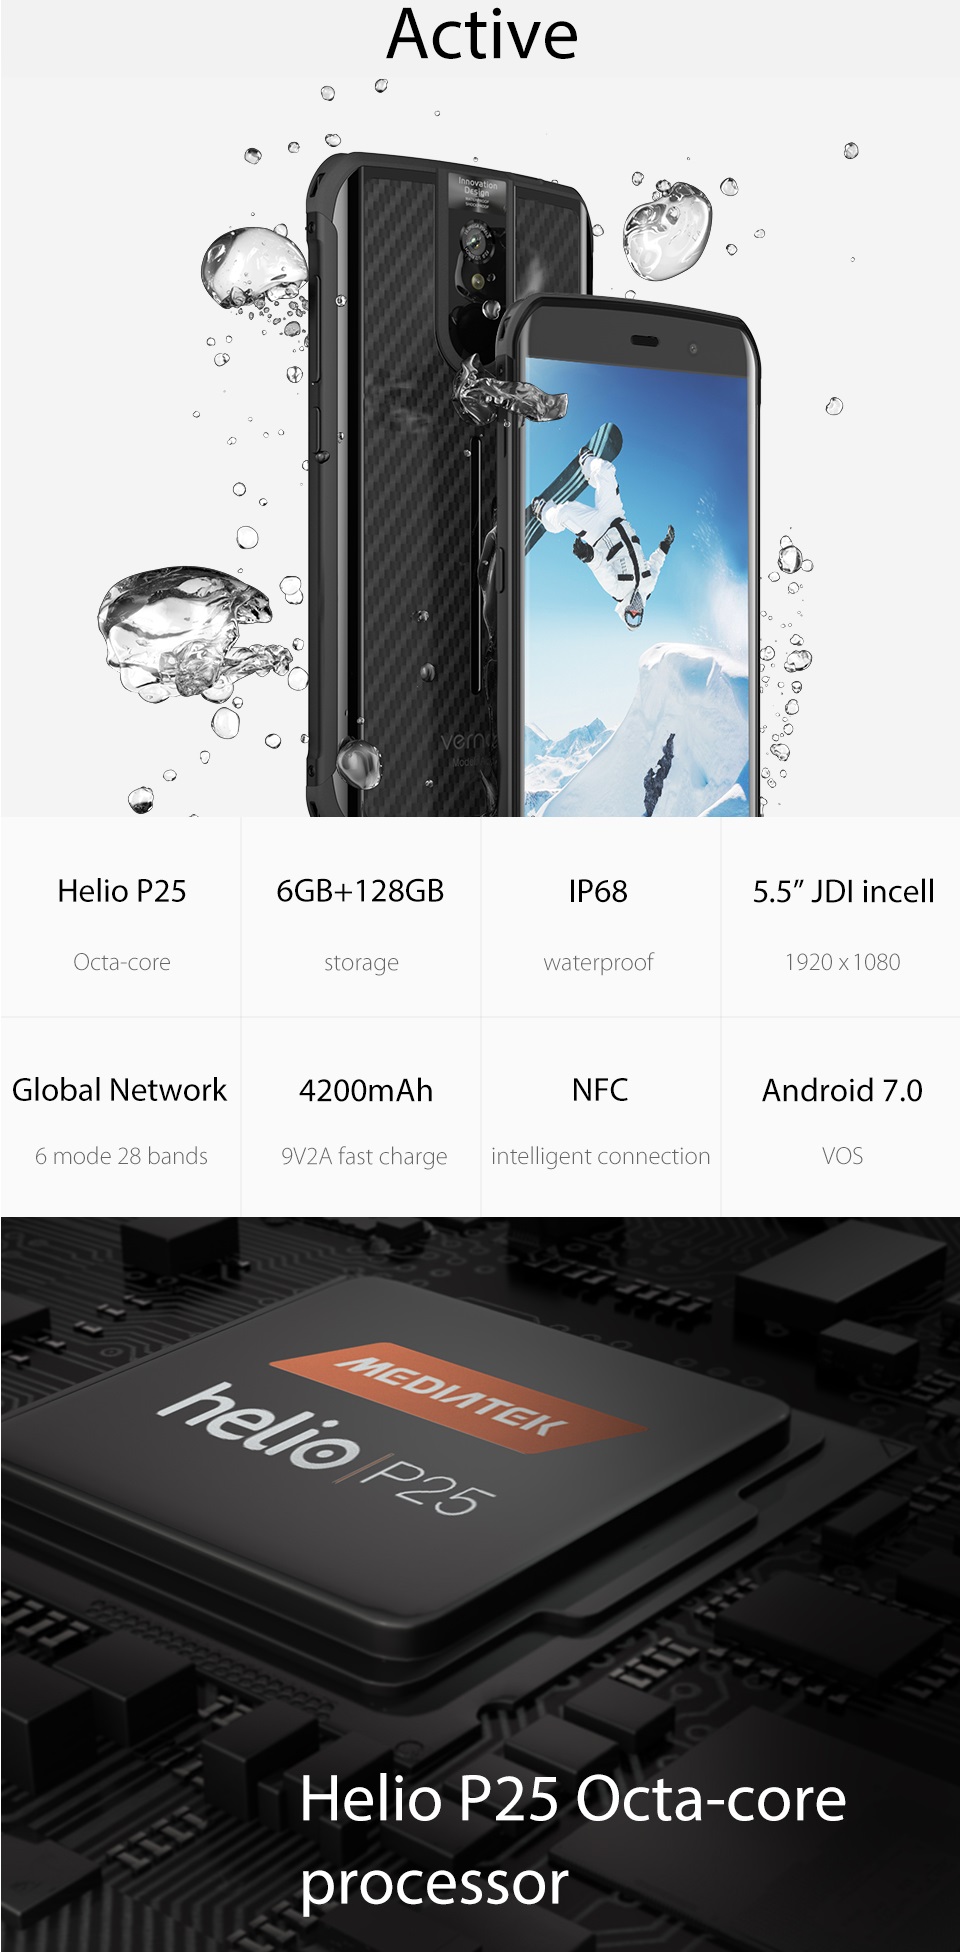 Active
Innovation
Design
WATERPROOF
SHOCKPROOF
Helio P25
6GB+128GB
IP68
5.5” JDI incell
Octa-core
storage
waterproof
1920 x 1080
Global Network
4200mAh
NFC
Android 7.0
6 mode 28 bands
9V2A fast charge
intelligent connection
VOS
MEDIATEK
helio | P25
Helio P25 Octa-core
processor